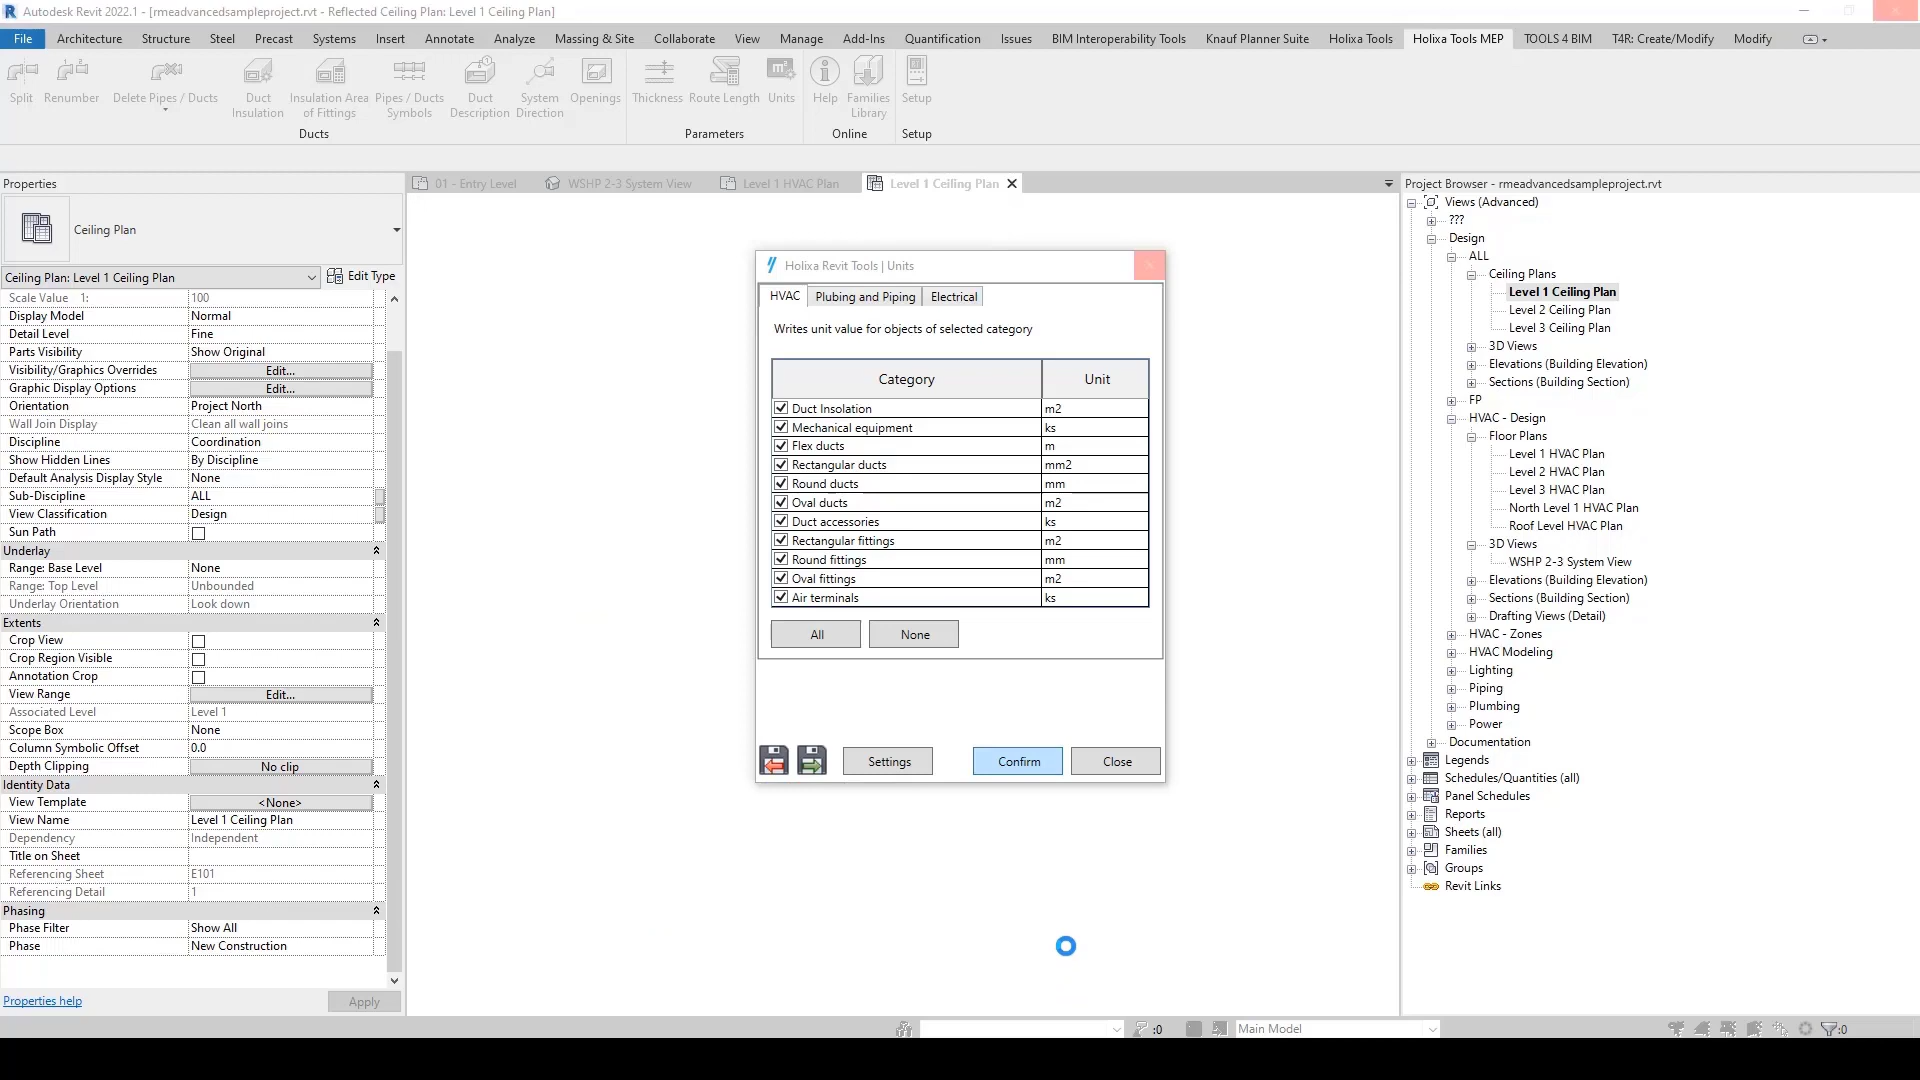 Autodesk Revit 2022.1 - [rmeadvancedsampleproject.rvt - Reflected Ceiling Plan: Level 1 Ceiling Plan]
File Architecture Structure Steel Precast Systems Insert Annotate Analyze Massing & Site Collaborate View Manage Add-Ins Quantification Issues BIM Interoperability Tools Knauf Planner Suite Holixa Tools Holixa Tools MEP TOOLS 4 BIM T4R: Create/Modify Modify
Split Renumber Delete Pipes / Ducts Duct Insulation Insulation Area of Fittings Pipes / Ducts Symbols Duct Description System Direction Openings Thickness Route Length Units Help Families Library Setup
Ducts Parameters Online Setup
Properties
Ceiling Plan
Ceiling Plan: Level 1 Ceiling Plan Edit Type
Scale Value 1: 100
Display Model Normal
Detail Level Fine
Parts Visibility Show Original
Visibility/Graphics Overrides Edit...
Graphic Display Options Edit...
Orientation Project North
Wall Join Display Clean all wall joins
Discipline Coordination
Show Hidden Lines By Discipline
Default Analysis Display Style None
Sub-Discipline ALL
View Classification Design
Sun Path
Underlay
Range: Base Level None
Range: Top Level Unbounded
Underlay Orientation Look down
Extents
Crop View
Crop Region Visible
Annotation Crop
View Range Edit...
Associated Level Level 1
Scope Box None
Column Symbolic Offset 0.0
Depth Clipping No clip
Identity Data
View Template <None>
View Name Level 1 Ceiling Plan
Dependency Independent
Title on Sheet
Referencing Sheet E101
Referencing Detail 1
Phasing
Phase Filter Show All
Phase New Construction
Properties help Apply
01 - Entry Level WSHP 2-3 System View Level 1 HVAC Plan Level 1 Ceiling Plan
Holixa Revit Tools | Units
HVAC Plubing and Piping Electrical
Writes unit value for objects of selected category
Category Unit
Duct Insolation m2
Mechanical equipment ks
Flex ducts m
Rectangular ducts mm2
Round ducts mm
Oval ducts m2
Duct accessories ks
Rectangular fittings m2
Round fittings mm
Oval fittings m2
Air terminals ks
All None
Settings Confirm Close
Project Browser - rmeadvancedsampleproject.rvt
Views (Advanced)
???
Design
ALL
Ceiling Plans
Level 1 Ceiling Plan
Level 2 Ceiling Plan
Level 3 Ceiling Plan
3D Views
Elevations (Building Elevation)
Sections (Building Section)
FP
HVAC - Design
Floor Plans
Level 1 HVAC Plan
Level 2 HVAC Plan
Level 3 HVAC Plan
North Level 1 HVAC Plan
Roof Level HVAC Plan
3D Views
WSHP 2-3 System View
Elevations (Building Elevation)
Sections (Building Section)
Drafting Views (Detail)
HVAC - Zones
HVAC Modeling
Lighting
Piping
Plumbing
Power
Documentation
Legends
Schedules/Quantities (all)
Panel Schedules
Reports
Sheets (all)
Families
Groups
Revit Links
:0 Main Model :0